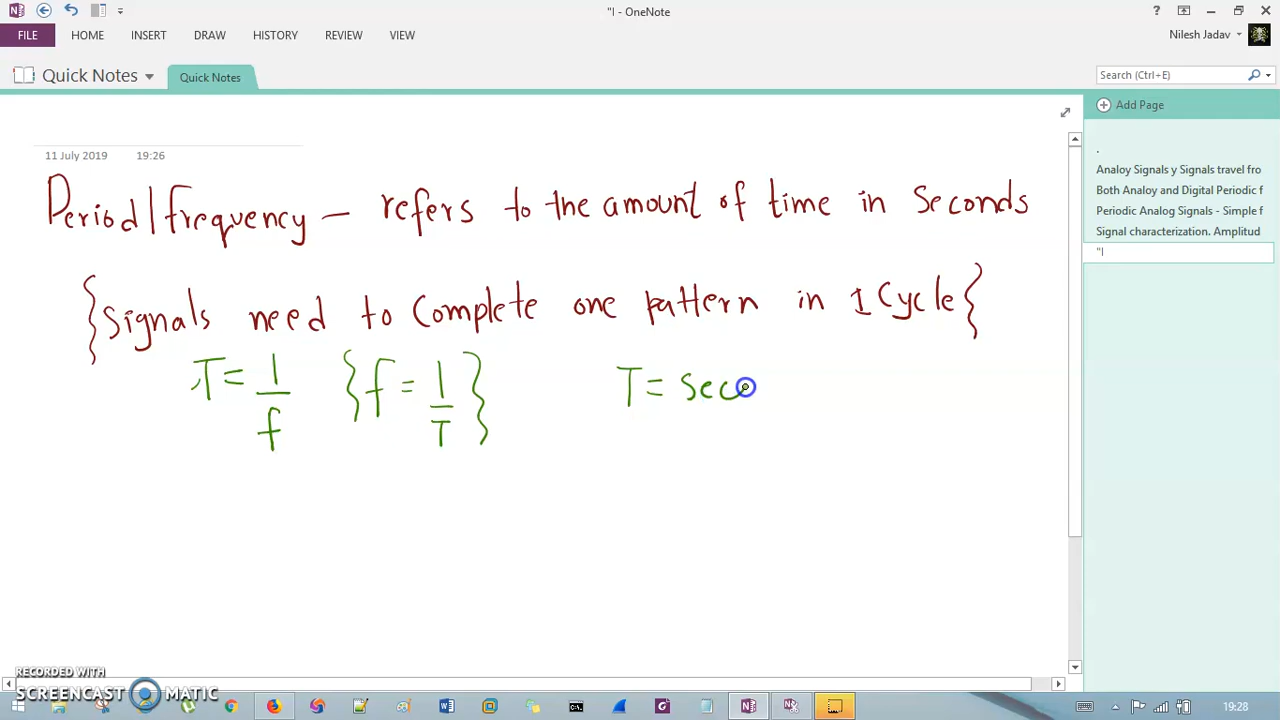 "l - OneNote
FILE HOME INSERT DRAW HISTORY REVIEW VIEW
Nilesh Jadav
Quick Notes
Quick Notes
Search (Ctrl+E)
Add Page
.
Analoy Signals y Signals travel fro
Both Analoy and Digital Periodic f
Periodic Analog Signals - Simple f
Signal characterization. Amplitud
"l
11 July 2019 19:26
Period/frequency — refers to the amount of time in Seconds
{Signals need to Complete one pattern in 1 Cycle}
T = 1/f {f = 1/T} T = seco
RECORDED WITH
SCREENCAST MATIC
19:28